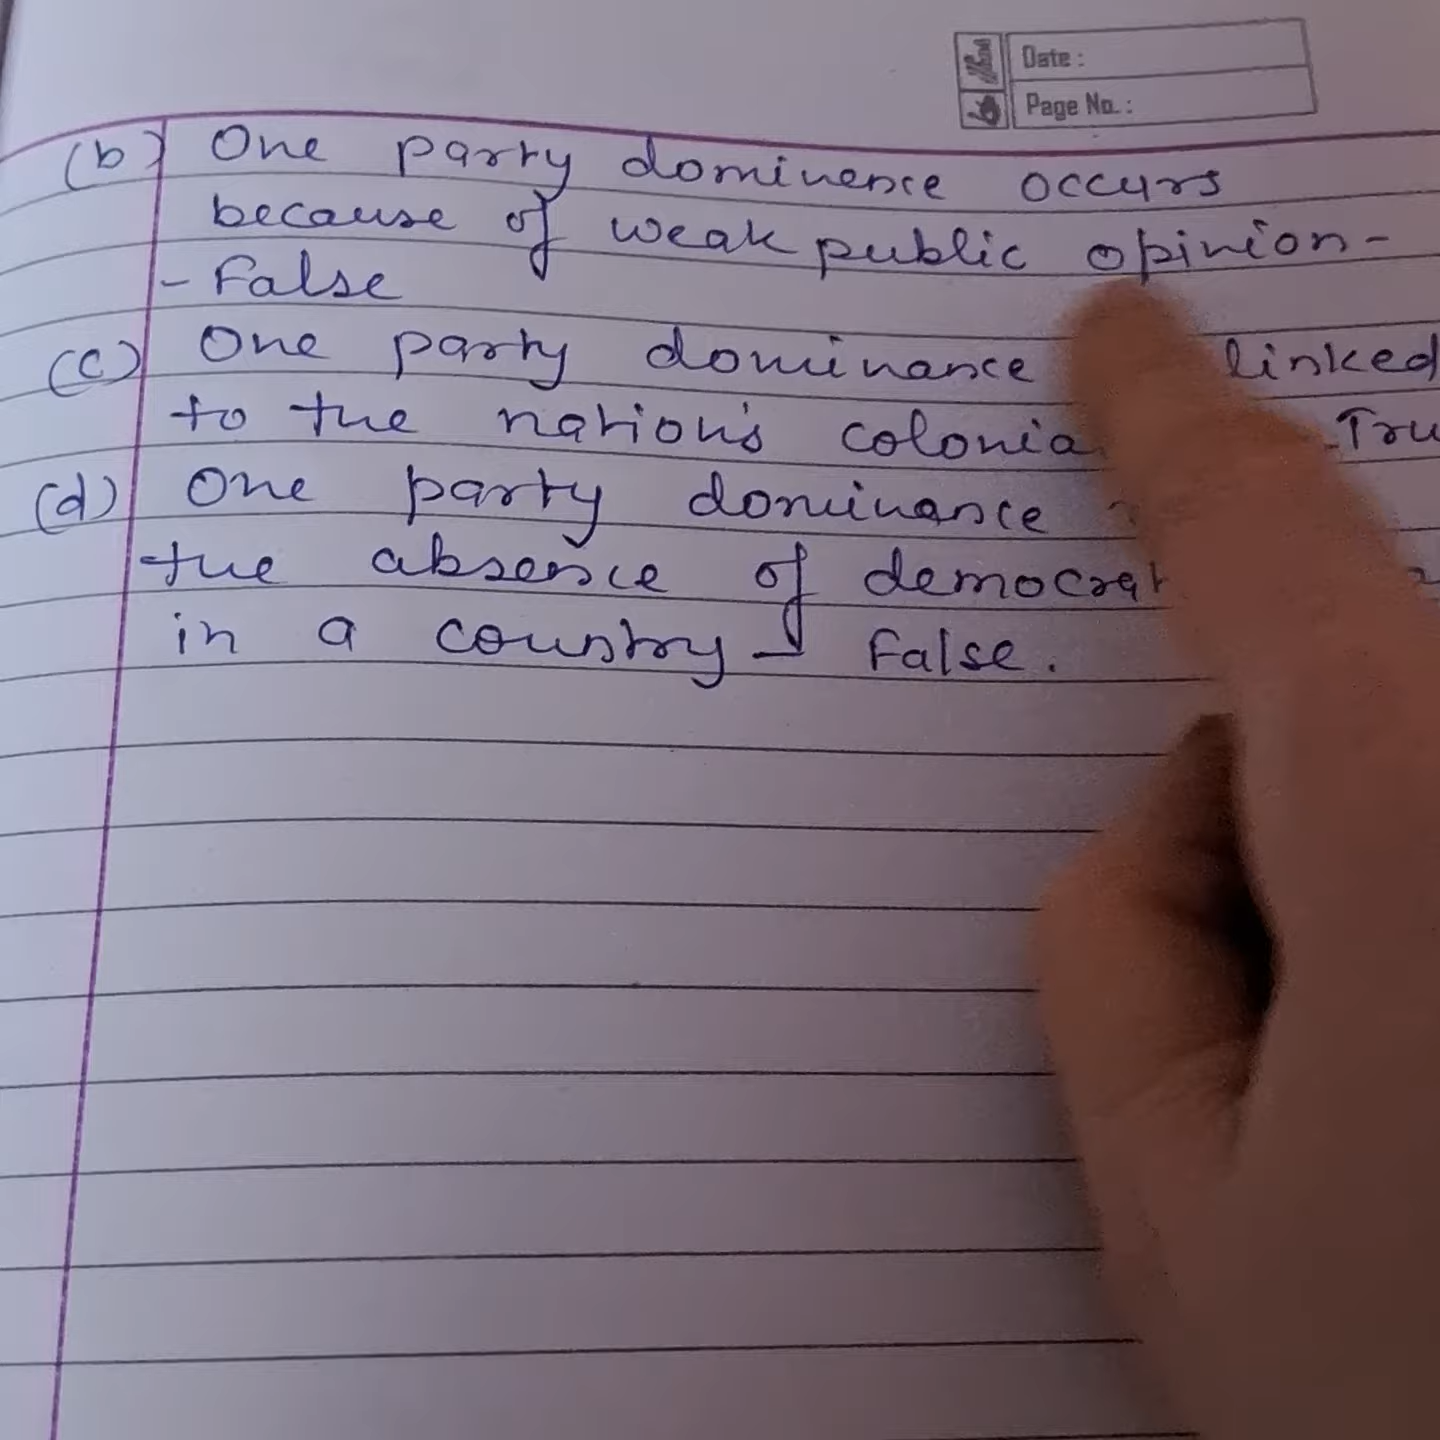 Date :
Page No. :
(b) One party dominence occurs
because of weak public opinion-
- False
(c) One party dominance linked
to the nation's colonia
(d) One party dominance
the absence of democrat
in a country - False.